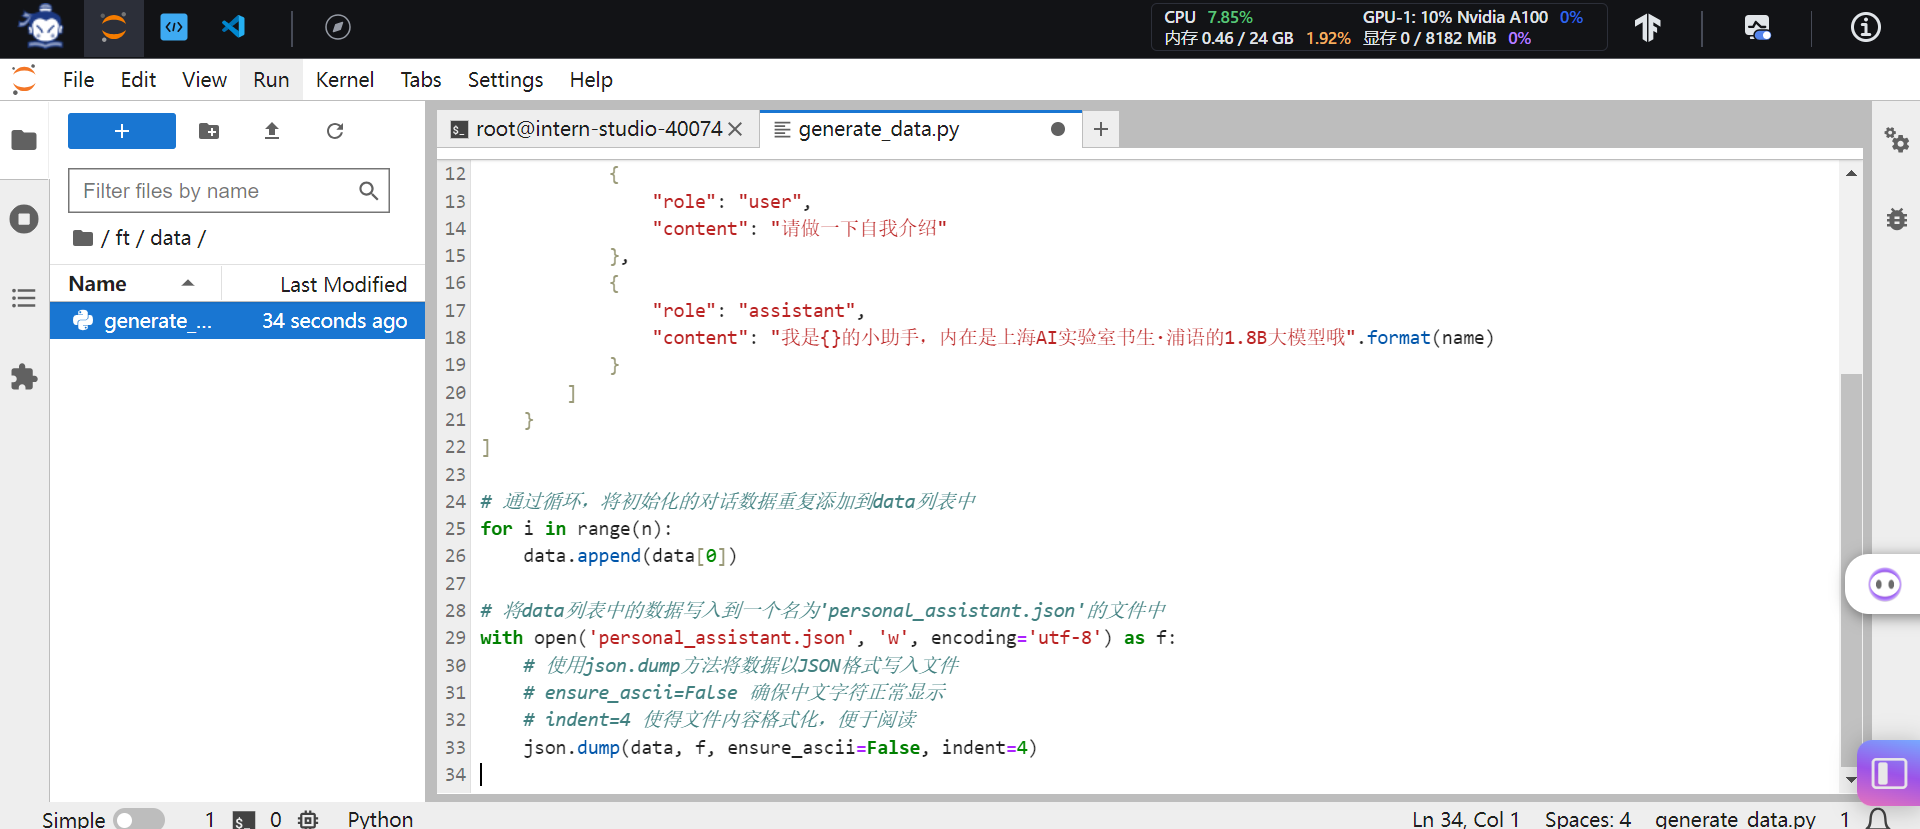 CPU 7.85% GPU-1: 10% Nvidia A100 0%
内存 0.46 / 24 GB 1.92% 显存 0 / 8182 MiB 0%
File Edit View Run Kernel Tabs Settings Help
root@intern-studio-40074 generate_data.py
Filter files by name
/ ft / data /
Name Last Modified
generate_... 34 seconds ago
12 {
13 "role": "user",
14 "content": "请做一下自我介绍"
15 },
16 {
17 "role": "assistant",
18 "content": "我是{}的小助手，内在是上海AI实验室书生·浦语的1.8B大模型哦".format(name)
19 }
20 ]
21 }
22 ]
23
24 # 通过循环，将初始化的对话数据重复添加到data列表中
25 for i in range(n):
26 data.append(data[0])
27
28 # 将data列表中的数据写入到一个名为'personal_assistant.json'的文件中
29 with open('personal_assistant.json', 'w', encoding='utf-8') as f:
30 # 使用json.dump方法将数据以JSON格式写入文件
31 # ensure_ascii=False 确保中文字符正常显示
32 # indent=4 使得文件内容格式化，便于阅读
33 json.dump(data, f, ensure_ascii=False, indent=4)
34
Simple 1 0 Python Ln 34, Col 1 Spaces: 4 generate_data.py 1